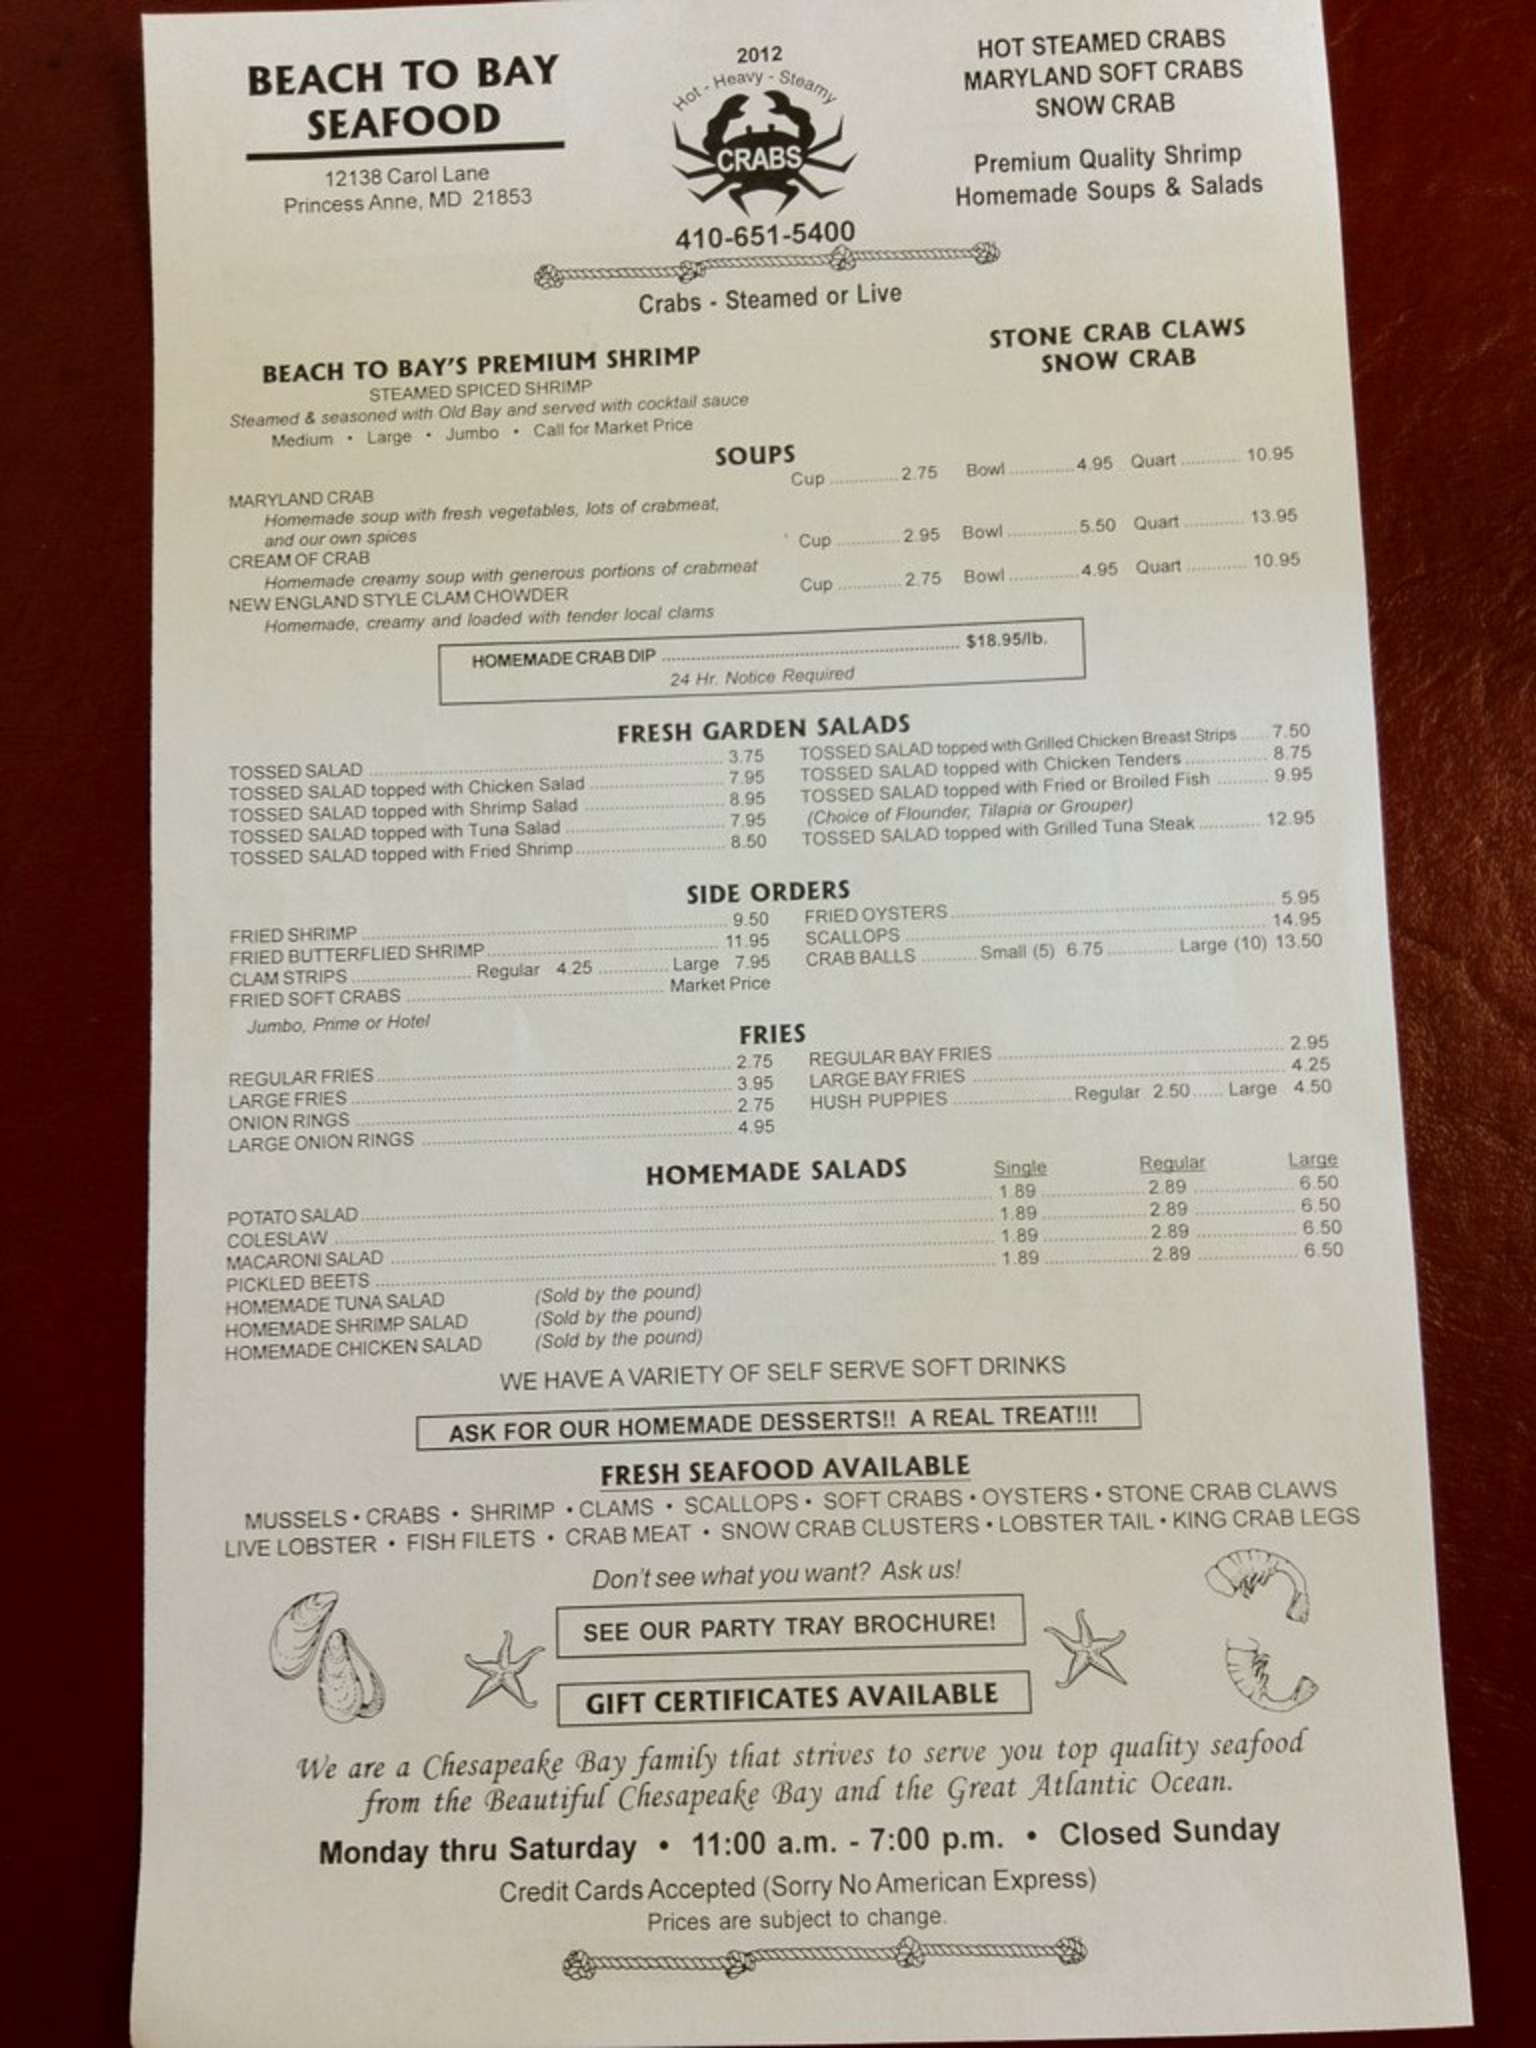 BEACH TO BAY
SEAFOOD
12138 Carol Lane
Princess Anne, MD 21853
2012
Hot - Heavy - Steamy
CRABS
410-651-5400
HOT STEAMED CRABS
MARYLAND SOFT CRABS
SNOW CRAB
Premium Quality Shrimp
Homemade Soups & Salads
Crabs - Steamed or Live
BEACH TO BAY'S PREMIUM SHRIMP
STEAMED SPICED SHRIMP
Steamed & seasoned with Old Bay and served with cocktail sauce
Medium • Large • Jumbo • Call for Market Price
STONE CRAB CLAWS
SNOW CRAB
SOUPS
MARYLAND CRAB Cup 2.75 Bowl 4.95 Quart 10.95
Homemade soup with fresh vegetables, lots of crabmeat,
and our own spices
CREAM OF CRAB Cup 2.95 Bowl 5.50 Quart 13.95
Homemade creamy soup with generous portions of crabmeat
NEW ENGLAND STYLE CLAM CHOWDER Cup 2.75 Bowl 4.95 Quart 10.95
Homemade, creamy and loaded with tender local clams
HOMEMADE CRAB DIP $18.95/lb.
24 Hr. Notice Required
FRESH GARDEN SALADS
TOSSED SALAD 3.75
TOSSED SALAD topped with Chicken Salad 7.95
TOSSED SALAD topped with Shrimp Salad 8.95
TOSSED SALAD topped with Tuna Salad 7.95
TOSSED SALAD topped with Fried Shrimp 8.50
TOSSED SALAD topped with Grilled Chicken Breast Strips 7.50
TOSSED SALAD topped with Chicken Tenders 8.75
TOSSED SALAD topped with Fried or Broiled Fish 9.95
(Choice of Flounder, Tilapia or Grouper)
TOSSED SALAD topped with Grilled Tuna Steak 12.95
SIDE ORDERS
FRIED SHRIMP 9.50
FRIED BUTTERFLIED SHRIMP 11.95
CLAM STRIPS Regular 4.25 Large 7.95
FRIED SOFT CRABS Market Price
Jumbo, Prime or Hotel
FRIED OYSTERS 5.95
SCALLOPS 14.95
CRAB BALLS Small (5) 6.75 Large (10) 13.50
FRIES
REGULAR FRIES 2.75
LARGE FRIES 3.95
ONION RINGS 2.75
LARGE ONION RINGS 4.95
REGULAR BAY FRIES 2.95
LARGE BAY FRIES 4.25
HUSH PUPPIES Regular 2.50 Large 4.50
HOMEMADE SALADS Single Regular Large
POTATO SALAD 1.89 2.89 6.50
COLESLAW 1.89 2.89 6.50
MACARONI SALAD 1.89 2.89 6.50
PICKLED BEETS 1.89 2.89 6.50
HOMEMADE TUNA SALAD (Sold by the pound)
HOMEMADE SHRIMP SALAD (Sold by the pound)
HOMEMADE CHICKEN SALAD (Sold by the pound)
WE HAVE A VARIETY OF SELF SERVE SOFT DRINKS
ASK FOR OUR HOMEMADE DESSERTS!! A REAL TREAT!!!
FRESH SEAFOOD AVAILABLE
MUSSELS • CRABS • SHRIMP • CLAMS • SCALLOPS • SOFT CRABS • OYSTERS • STONE CRAB CLAWS
LIVE LOBSTER • FISH FILETS • CRAB MEAT • SNOW CRAB CLUSTERS • LOBSTER TAIL • KING CRAB LEGS
Don't see what you want? Ask us!
SEE OUR PARTY TRAY BROCHURE!
GIFT CERTIFICATES AVAILABLE
We are a Chesapeake Bay family that strives to serve you top quality seafood
from the Beautiful Chesapeake Bay and the Great Atlantic Ocean.
Monday thru Saturday • 11:00 a.m. - 7:00 p.m. • Closed Sunday
Credit Cards Accepted (Sorry No American Express)
Prices are subject to change.